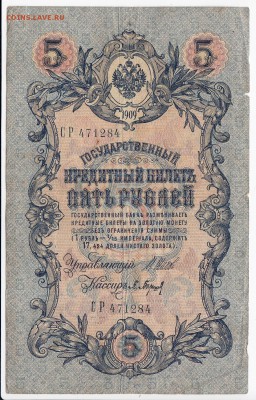 COINS.LAVE.RU
5 5
1909
СР 471284
ГОСУДАРСТВЕННЫЙ
КРЕДИТНЫЙ БИЛЕТЪ
ПЯТЬ РУБЛЕЙ
ГОСУДАРСТВЕННЫЙ БАНКЪ РАЗМѢНИВАЕТЪ
КРЕДИТНЫЕ БИЛЕТЫ НА ЗОЛОТУЮ МОНЕТУ
БЕЗЪ ОГРАНИЧЕНІЯ СУММЫ
(1 РУБЛЬ = 1/15 ИМПЕРІАЛА, СОДЕРЖИТЪ
17,424 ДОЛЕЙ ЧИСТАГО ЗОЛОТА).
Управляющій
Кассиръ
СР 471284
5